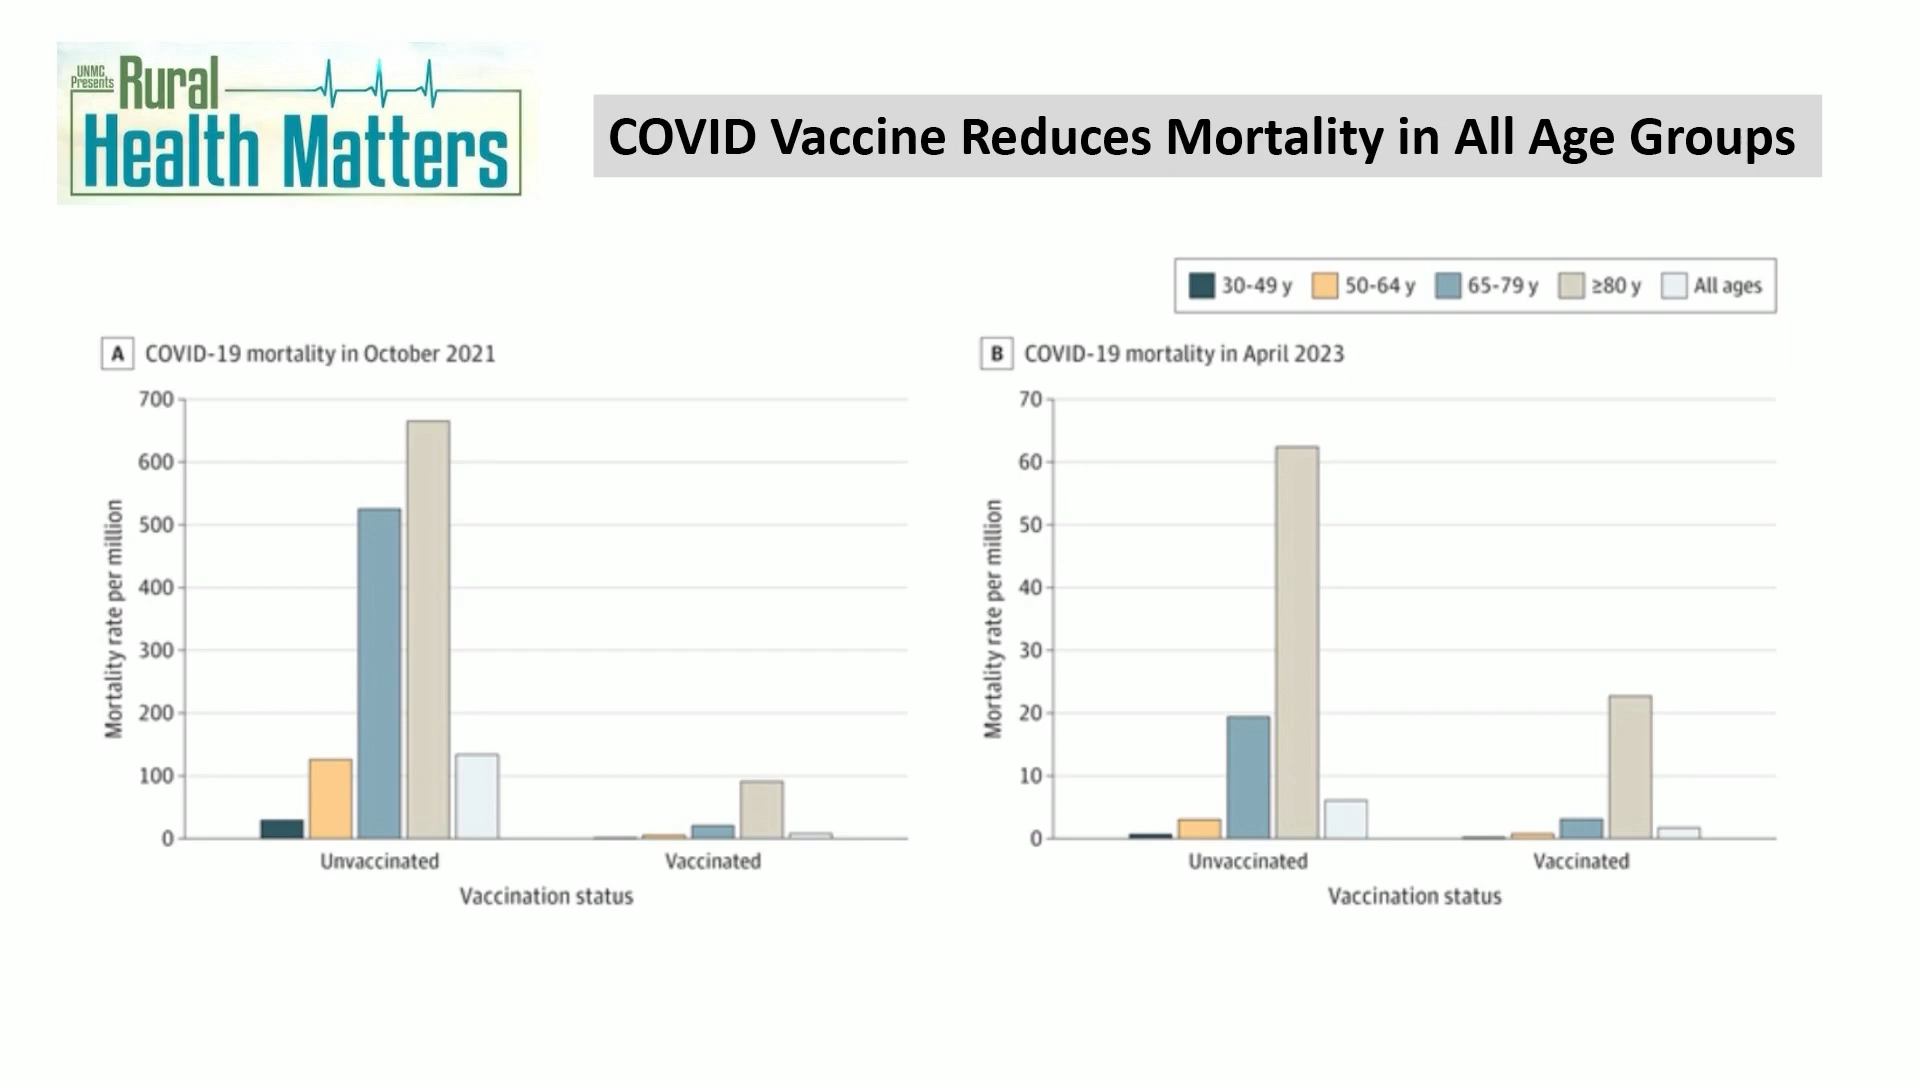 UNMC
Presents
Rural
Health Matters
COVID Vaccine Reduces Mortality in All Age Groups
30-49 y 50-64 y 65-79 y ≥80 y All ages
A COVID-19 mortality in October 2021
700
600
500
400
300
200
100
0
Mortality rate per million
Unvaccinated Vaccinated
Vaccination status
B COVID-19 mortality in April 2023
70
60
50
40
30
20
10
0
Mortality rate per million
Unvaccinated Vaccinated
Vaccination status